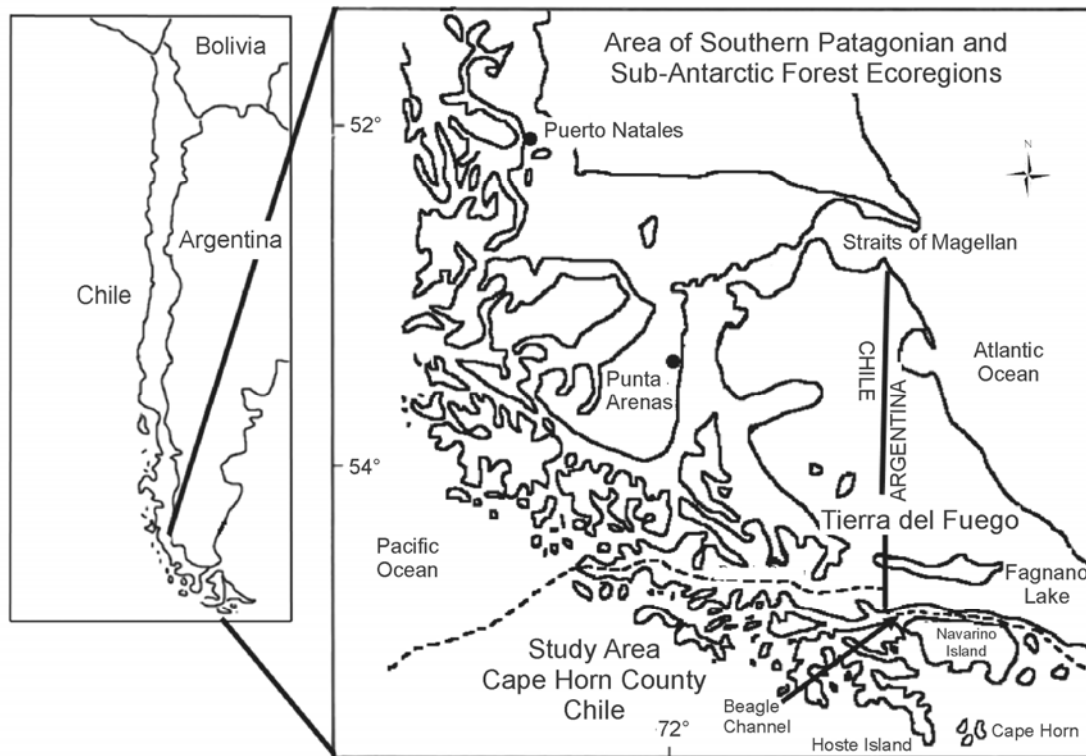 Bolivia
Argentina
Chile
Area of Southern Patagonian and
Sub-Antarctic Forest Ecoregions
52°
Puerto Natales
N
Straits of Magellan
CHILE
ARGENTINA
Atlantic
Ocean
Punta
Arenas
54°
Tierra del Fuego
Pacific
Ocean
Fagnano
Lake
Study Area
Cape Horn County
Chile
Navarino
Island
Beagle
Channel
72°
Hoste Island
Cape Horn